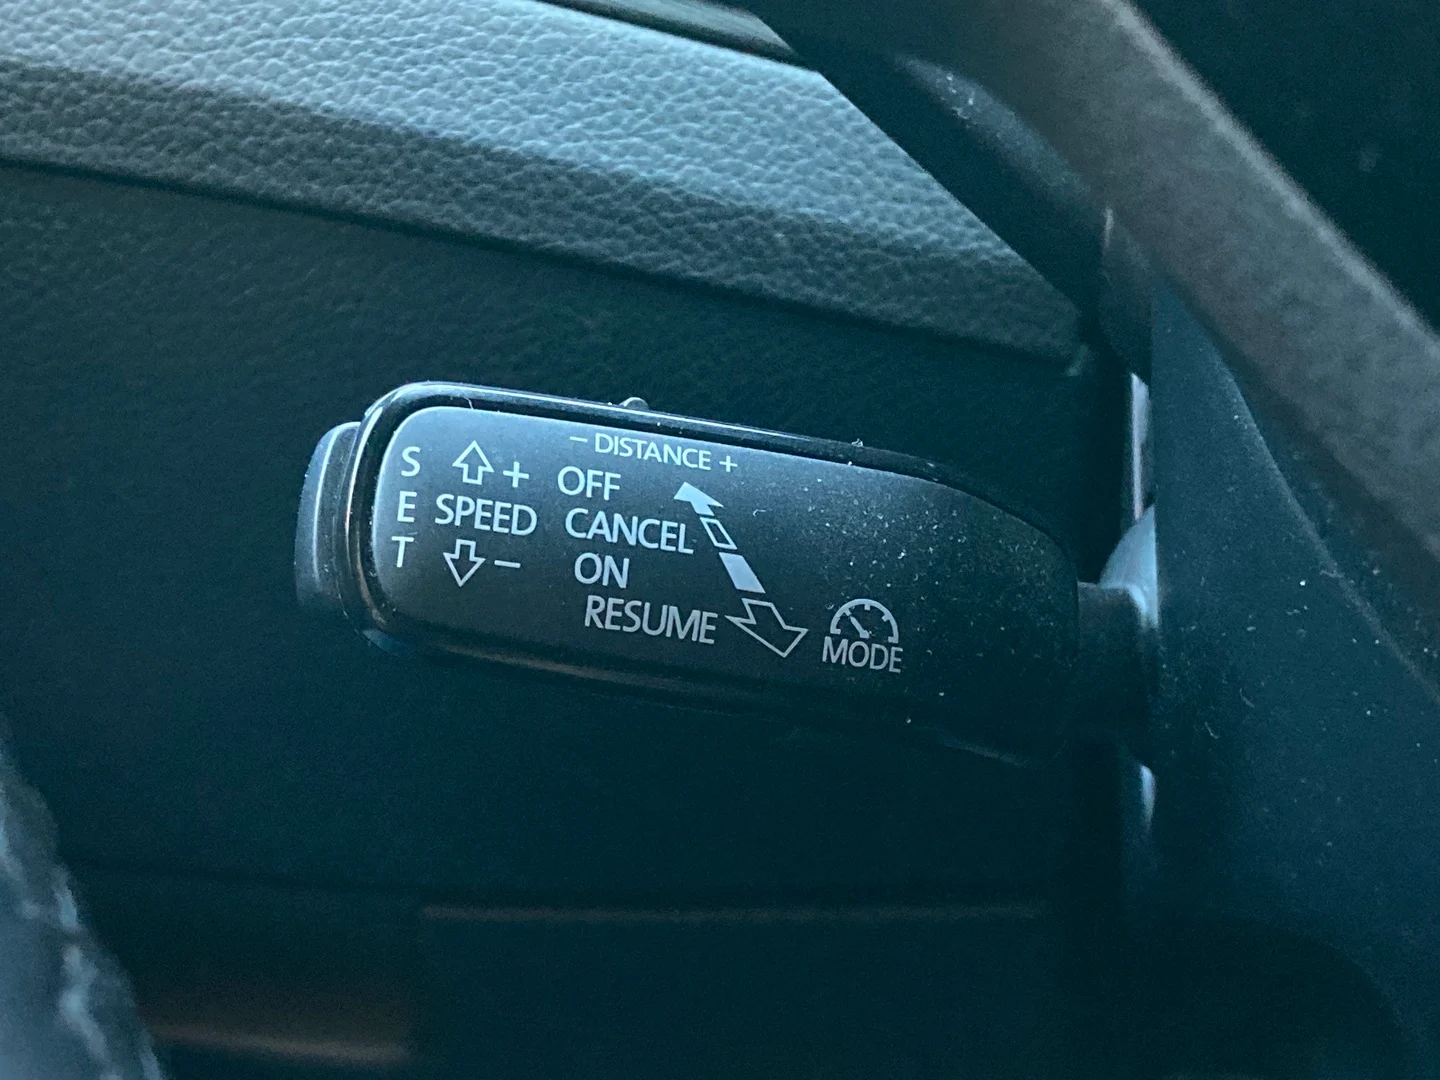 − DISTANCE +
S + OFF
E SPEED CANCEL
T − ON
RESUME
MODE